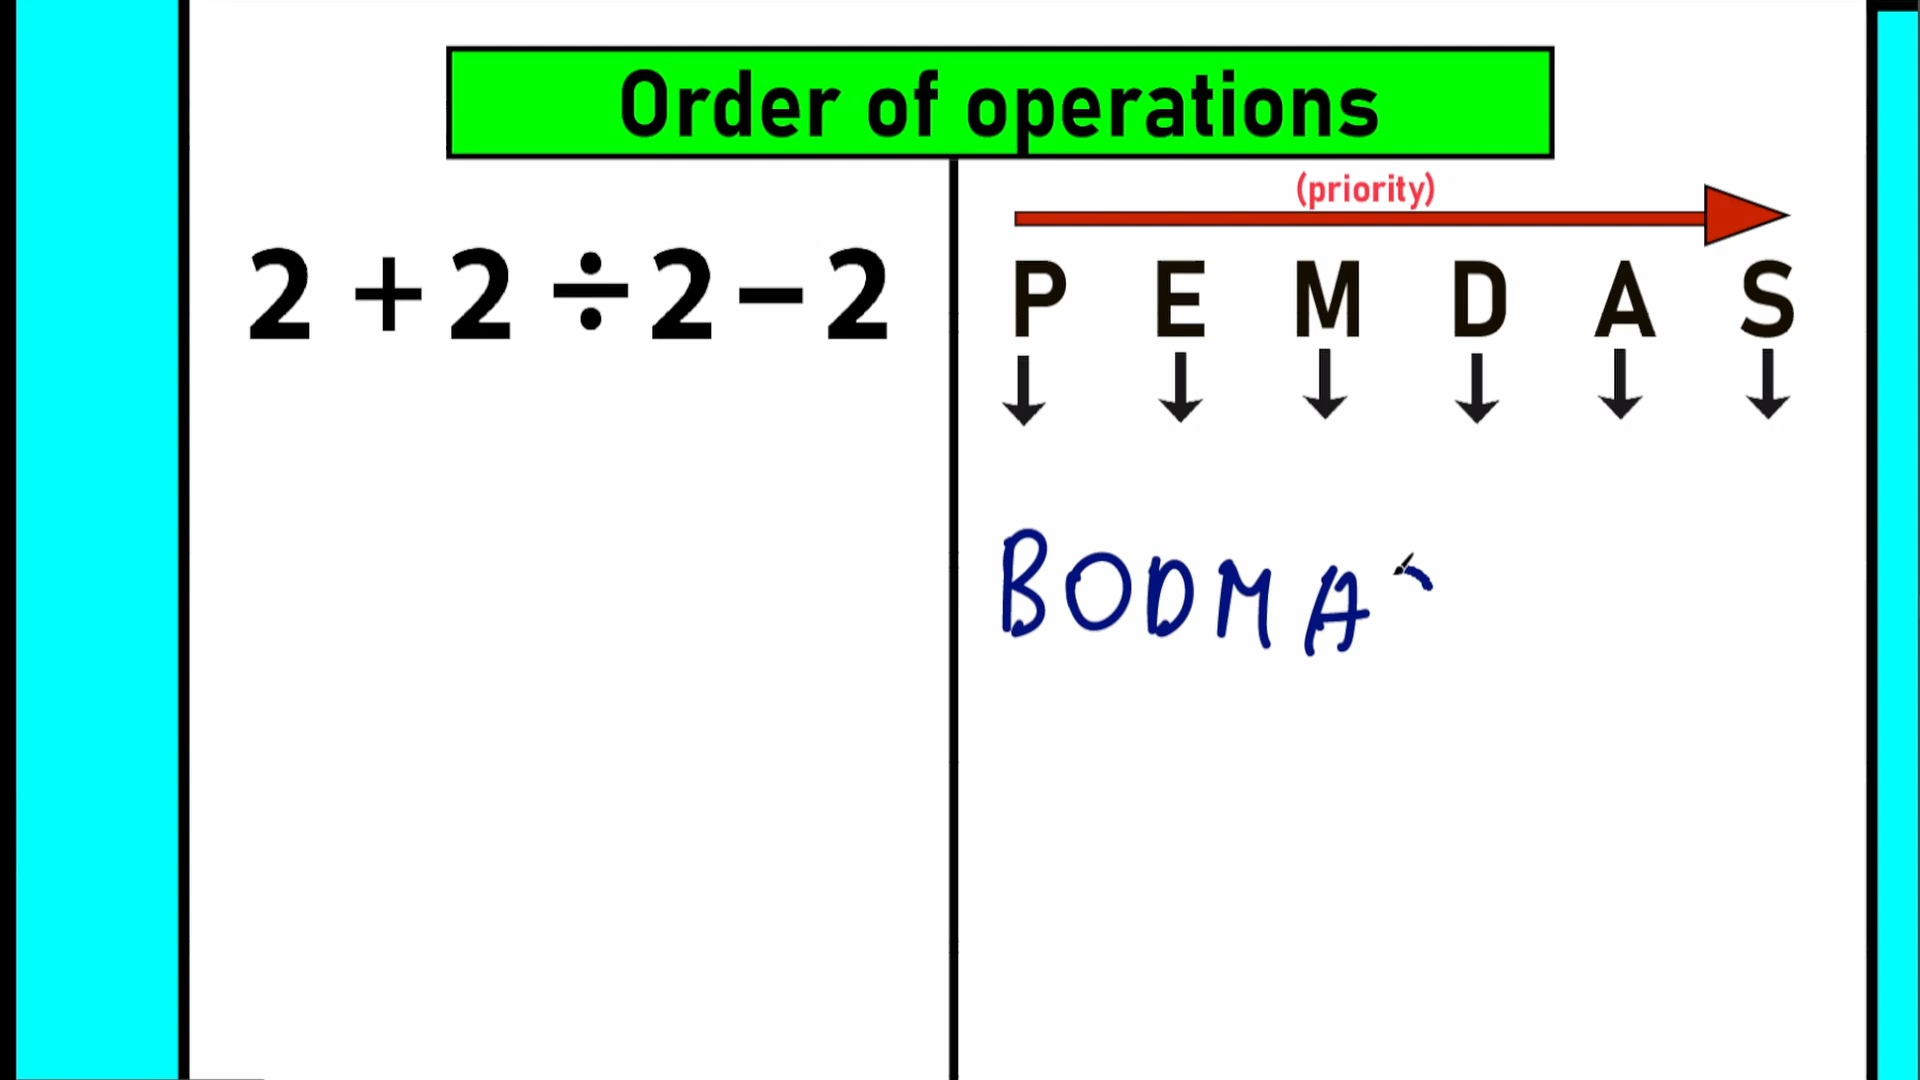 Order of operations
(priority)
2 + 2 ÷ 2 − 2
P E M D A S
BODMA